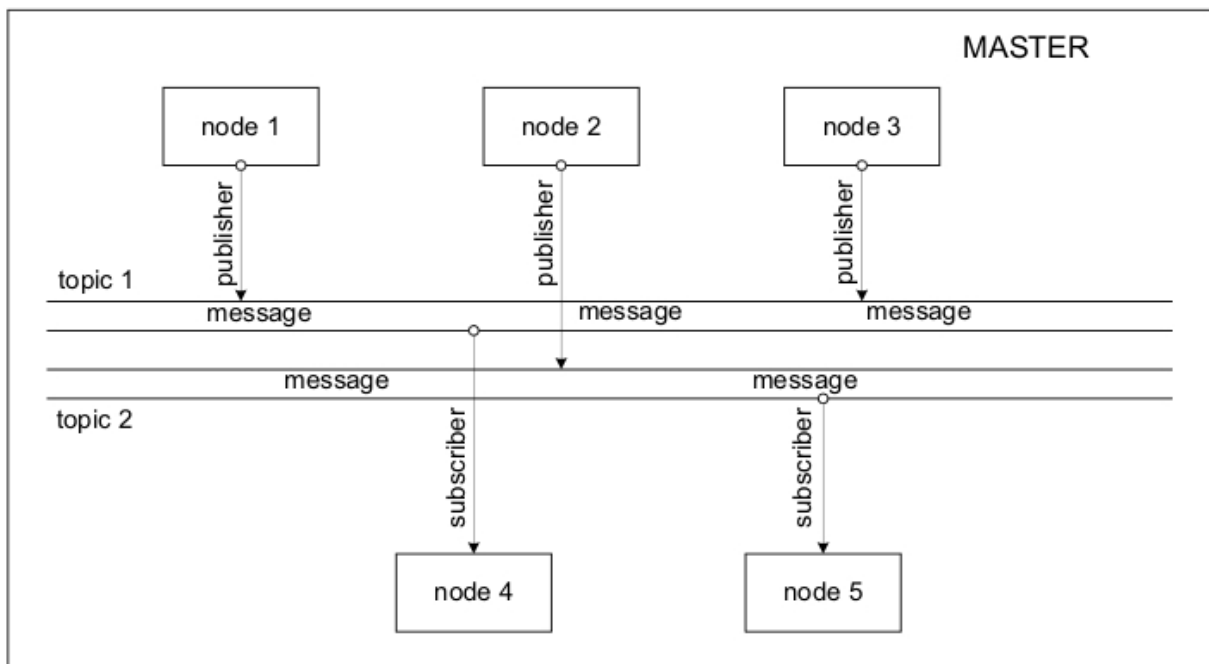 MASTER
node 1
node 2
node 3
publisher
publisher
publisher
topic 1
message
message
message
message
message
topic 2
subscriber
subscriber
node 4
node 5